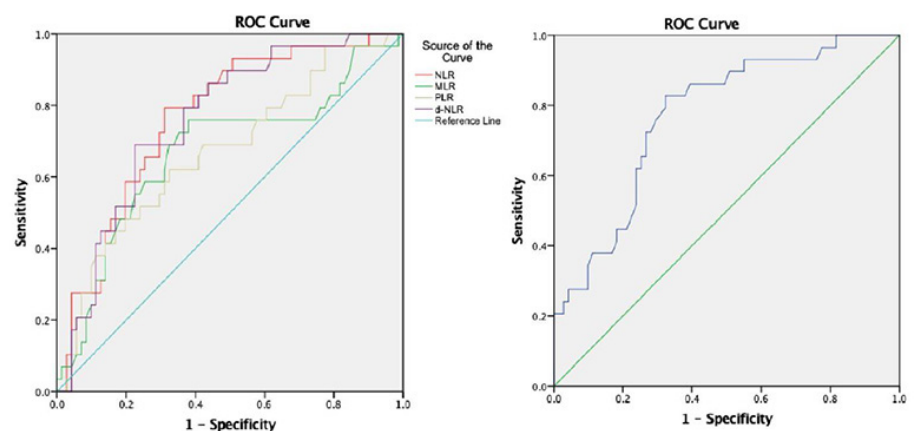 ROC Curve
1.0
0.8
0.6
0.4
0.2
0.0
Sensitivity
0.0 0.2 0.4 0.6 0.8 1.0
1 - Specificity
Source of the
Curve
NLR
MLR
PLR
d-NLR
Reference Line
ROC Curve
1.0
0.8
0.6
0.4
0.2
0.0
Sensitivity
0.0 0.2 0.4 0.6 0.8 1.0
1 - Specificity